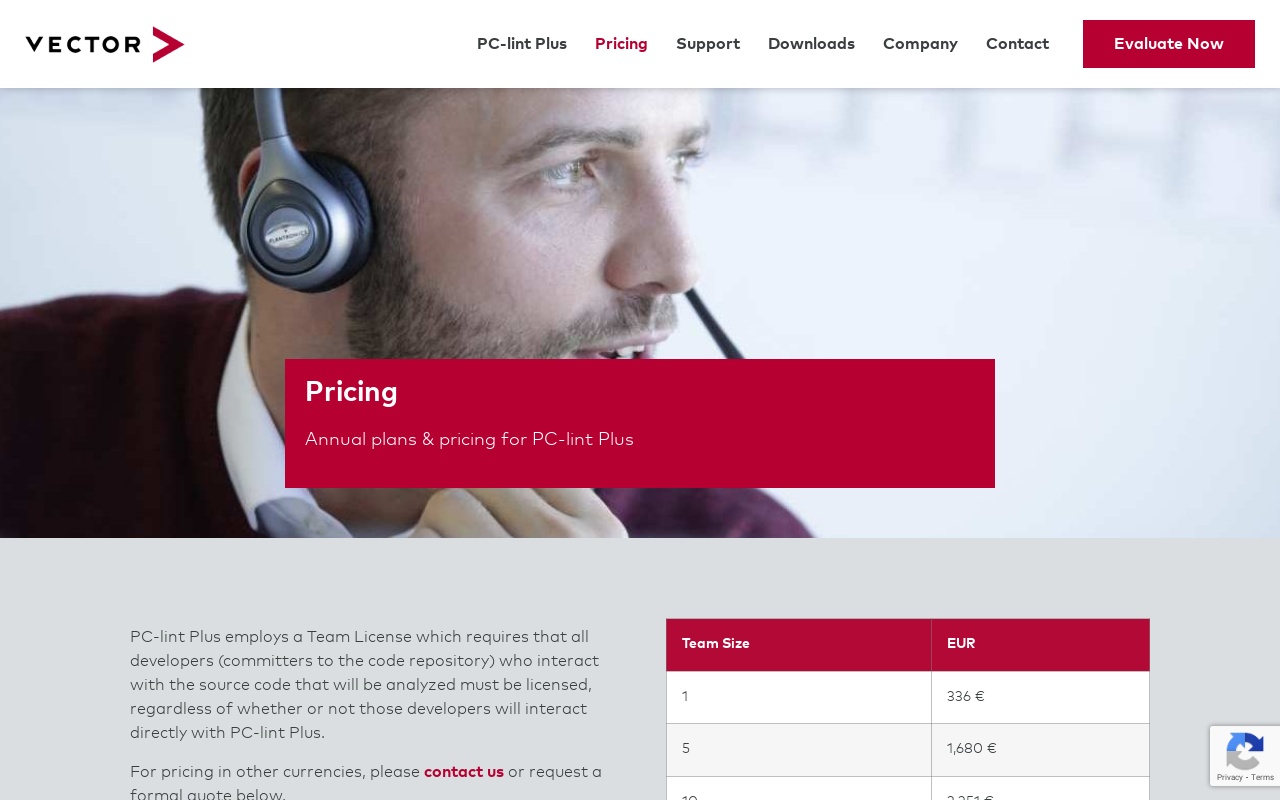 VECTOR
PC-lint Plus
Pricing
Support
Downloads
Company
Contact
Evaluate Now
PLANTRONICS
Pricing
Annual plans & pricing for PC-lint Plus
PC-lint Plus employs a Team License which requires that all
developers (committers to the code repository) who interact
with the source code that will be analyzed must be licensed,
regardless of whether or not those developers will interact
directly with PC-lint Plus.
For pricing in other currencies, please contact us or request a
formal quote below.
Team Size EUR
1 336 €
5 1,680 €
10 3,351 €
Privacy - Terms